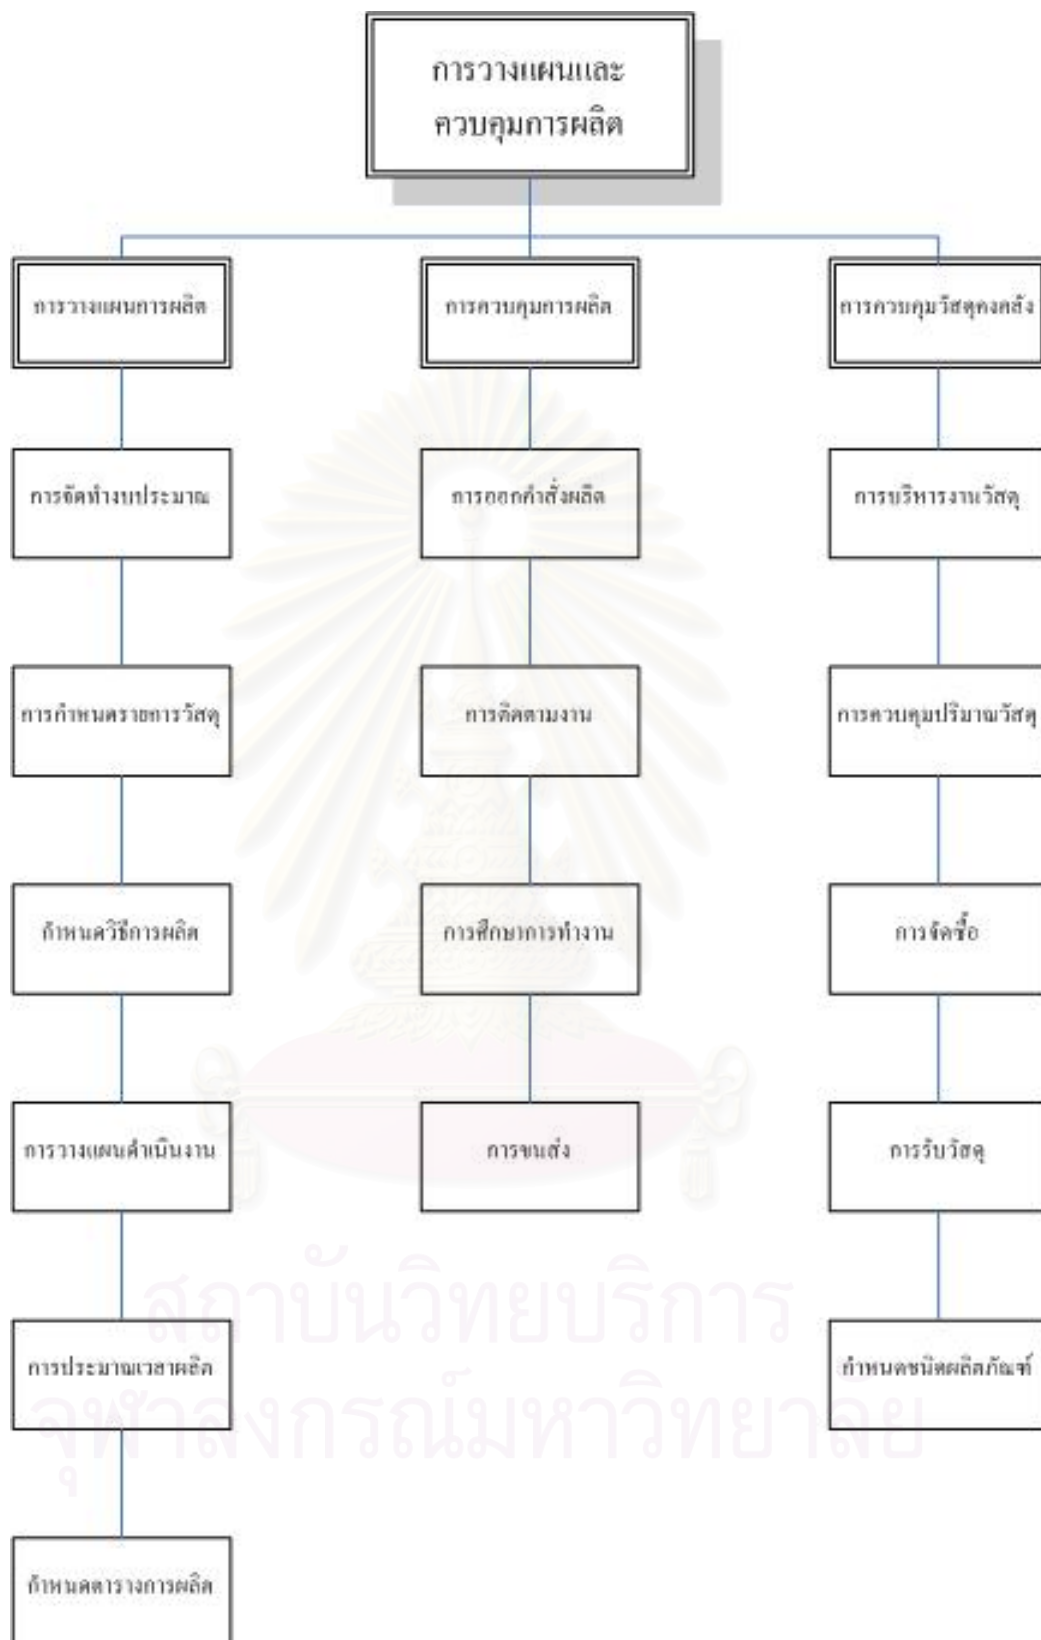 การวางแผนและ
ควบคุมการผลิต
การวางแผนการผลิต
การควบคุมการผลิต
การควบคุมวัสดุคงคลัง
การจัดทำงบประมาณ
การออกคำสั่งผลิต
การบริหารงานวัสดุ
การกำหนดรายการวัสดุ
การติดตามงาน
การควบคุมปริมาณวัสดุ
กำหนดวิธีการผลิต
การศึกษาการทำงาน
การจัดซื้อ
การวางแผนดำเนินงาน
การขนส่ง
การรับวัสดุ
สถาบันวิทยบริการ
การประมาณเวลาผลิต
กำหนดชนิดผลิตภัณฑ์
จุฬาลงกรณ์มหาวิทยาลัย
กำหนดตารางการผลิต